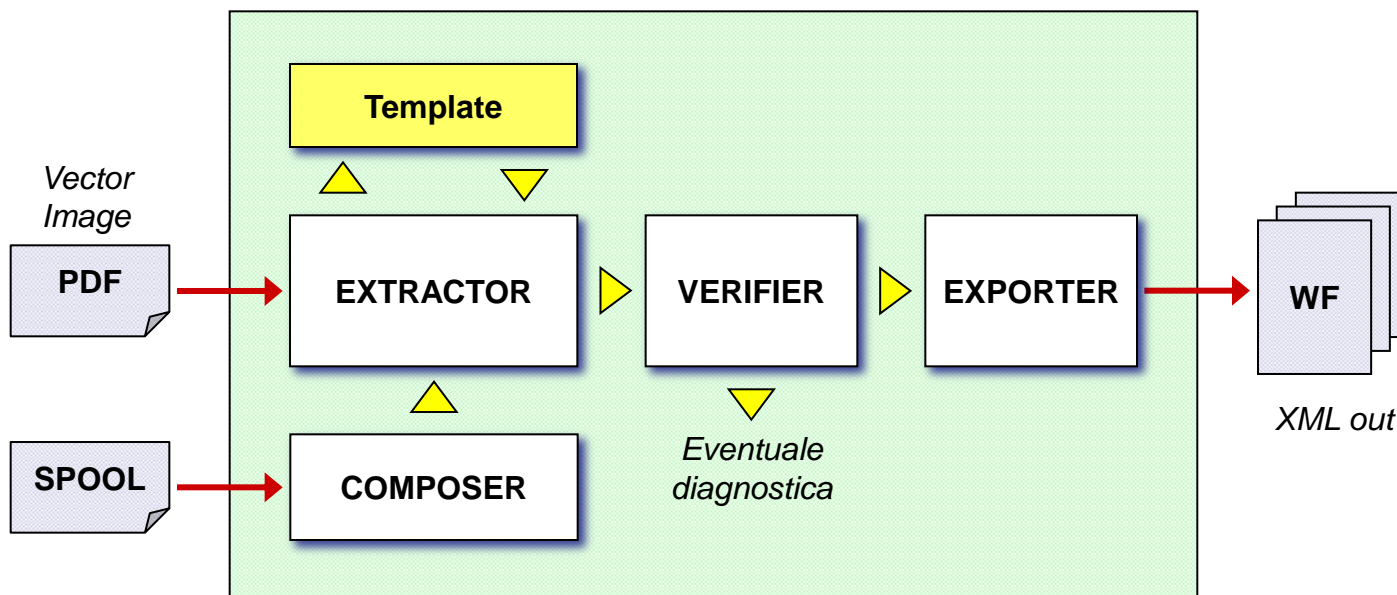 Template
Vector
Image
PDF
EXTRACTOR
VERIFIER
EXPORTER
WF
XML out
SPOOL
COMPOSER
Eventuale
diagnostica